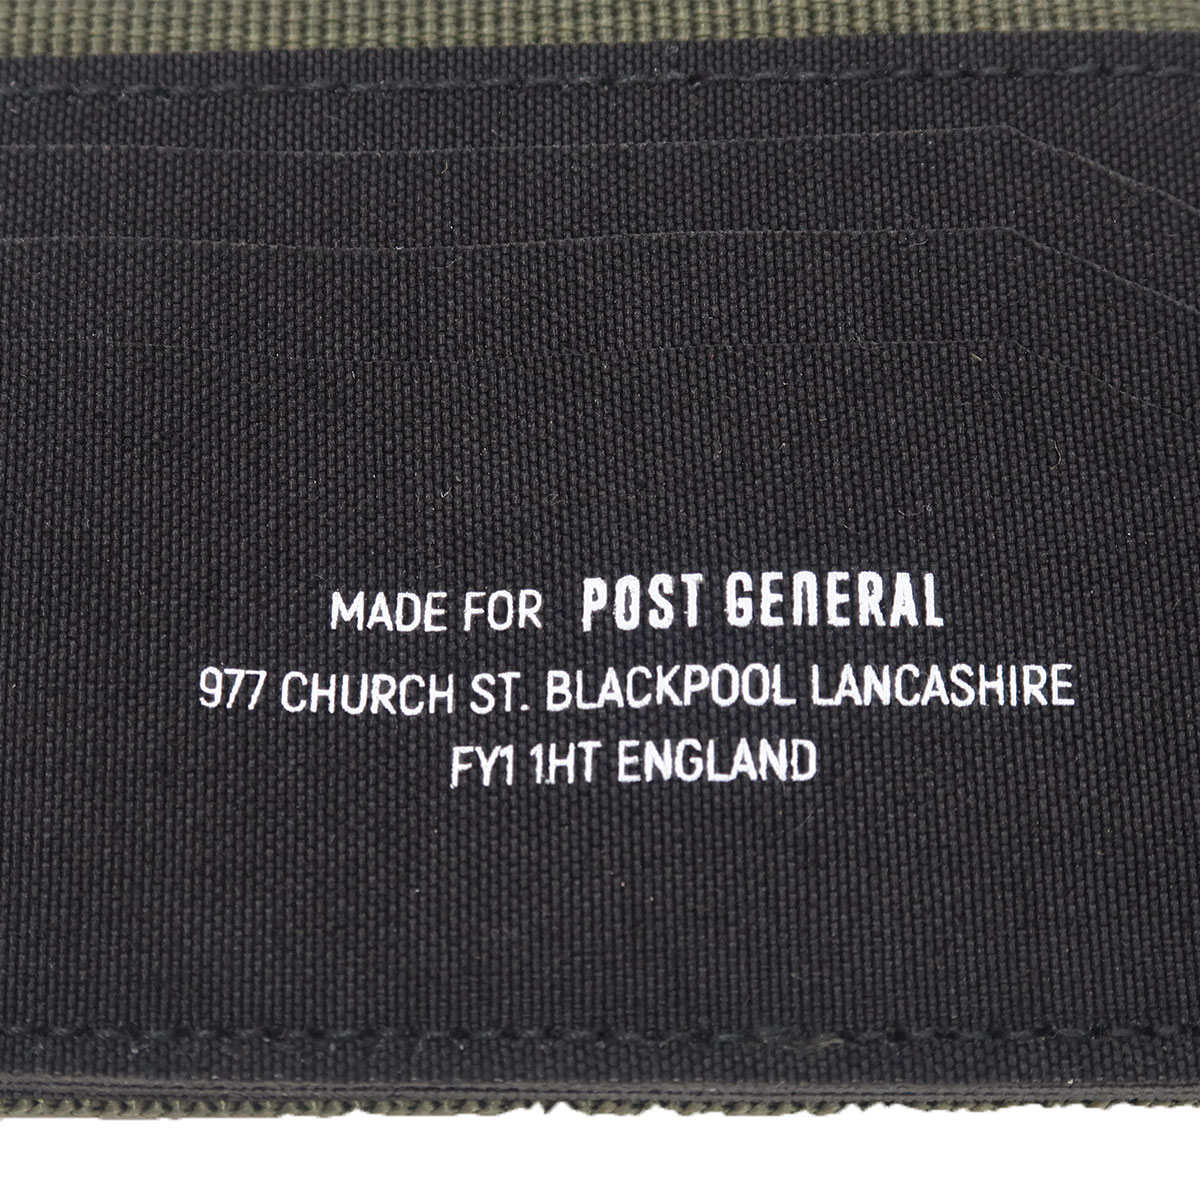 MADE FOR POST GENERAL
977 CHURCH ST. BLACKPOOL LANCASHIRE
FY1 1HT ENGLAND